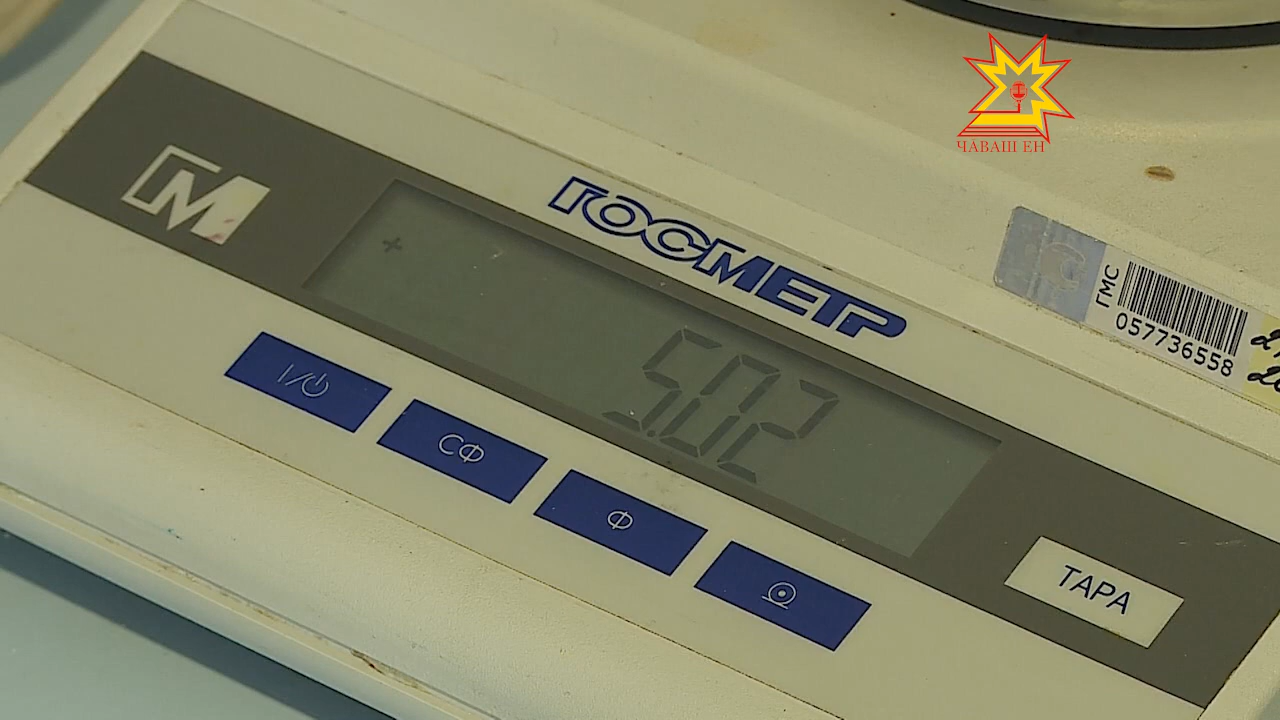 ЧАВАШ ЕН
ГОСМЕТР
М
+ 5.02
ГМС
057736558
I/⏻
СФ
Ф
ТАРА